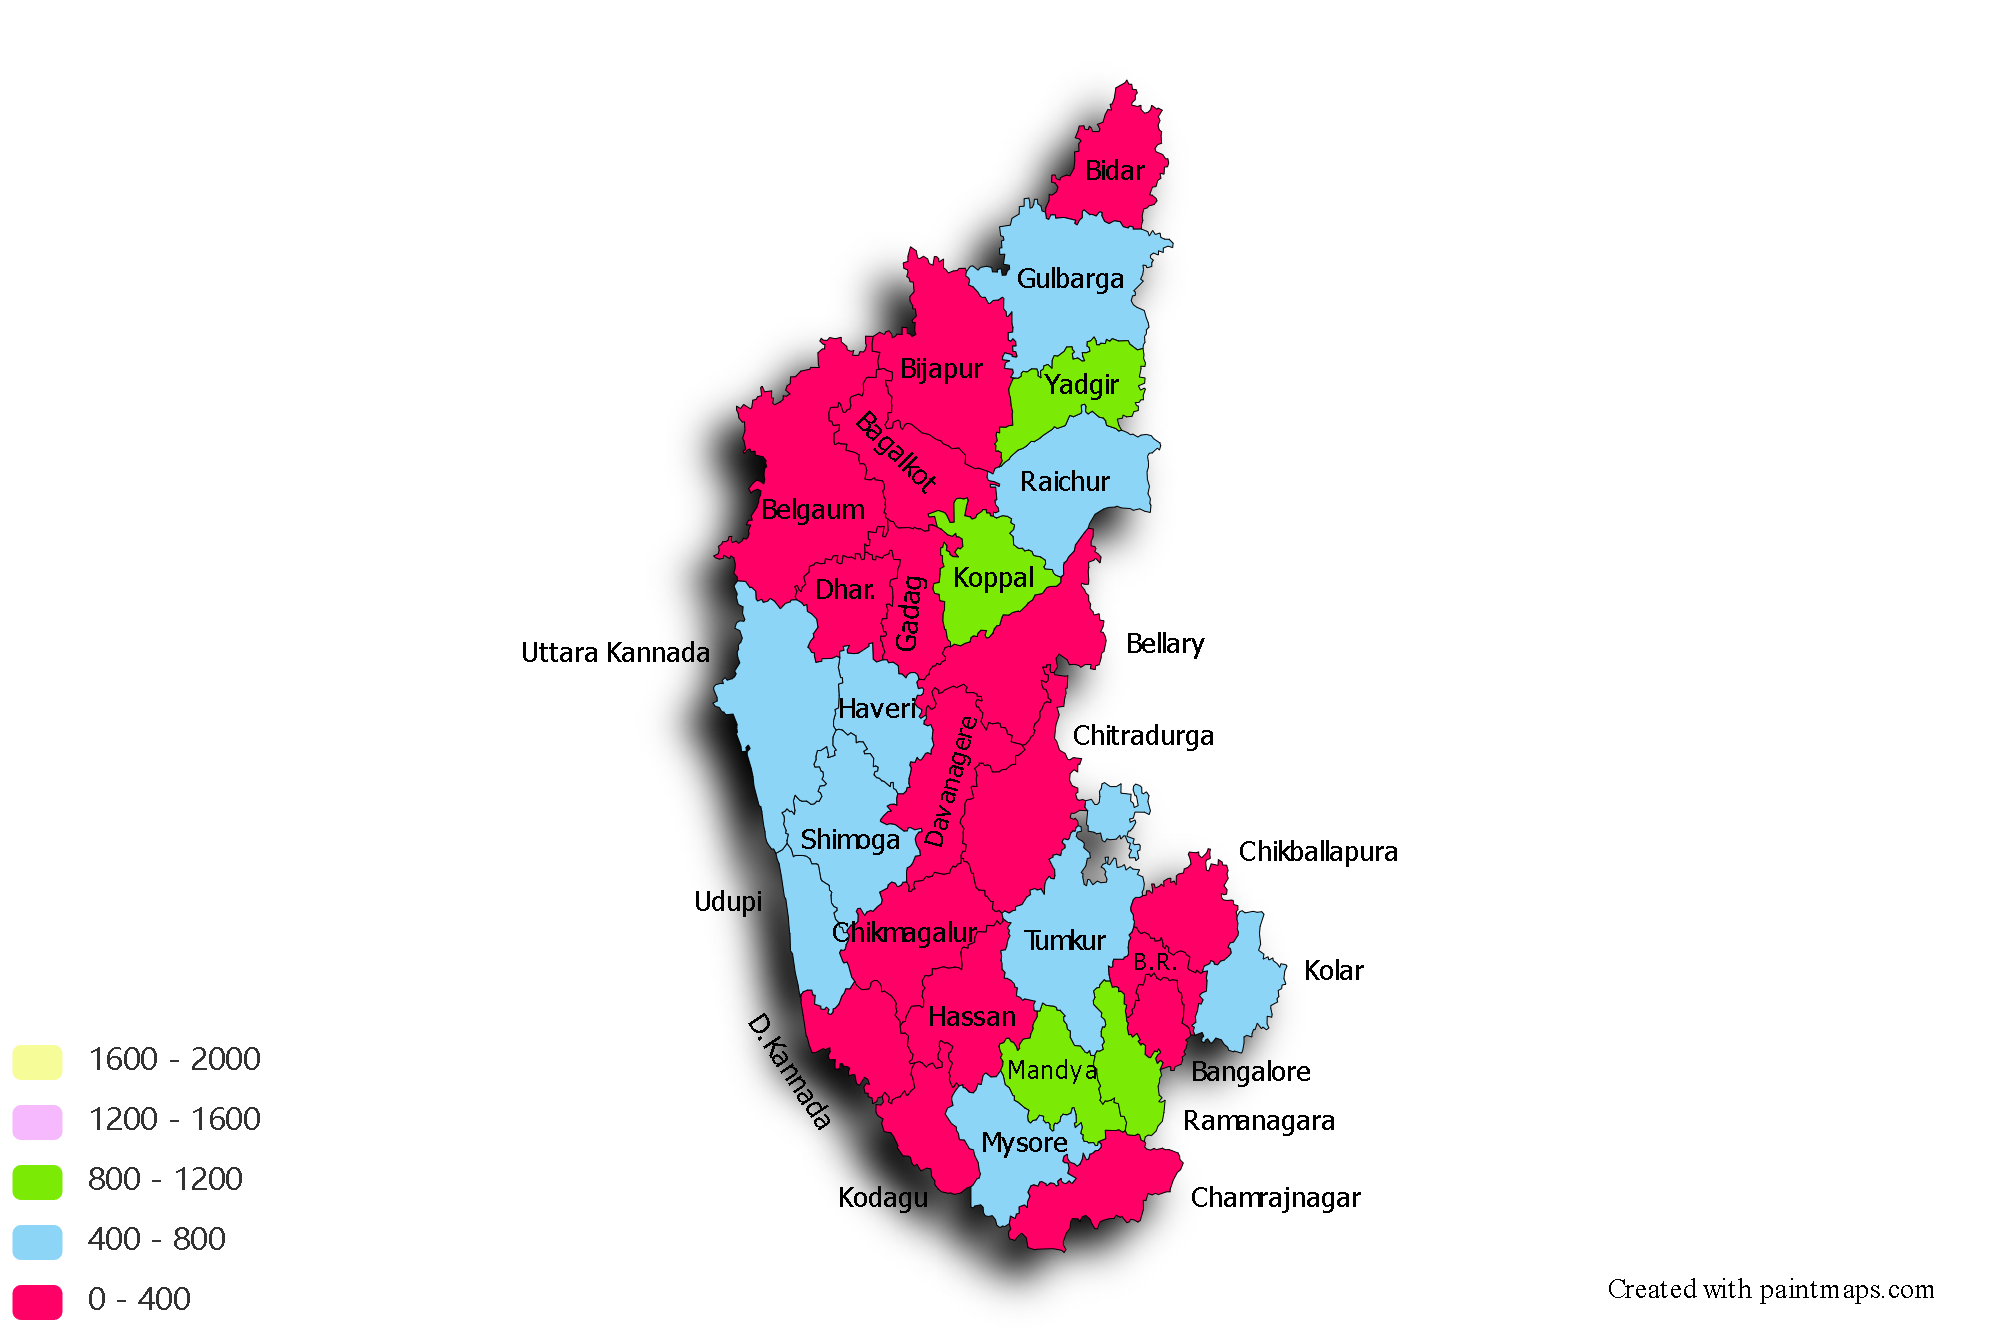 Bidar
Gulbarga
Bijapur
Yadgir
Bagalkot
Raichur
Belgaum
Koppal
Dhar.
Gadag
Uttara Kannada
Bellary
Haveri
Davanagere
Chitradurga
Shimoga
Chikballapura
Udupi
Chikmagalur
Tumkur
B.R.
Kolar
Hassan
D.Kannada
Mandya
Bangalore
Ramanagara
Mysore
Kodagu
Chamrajnagar
1600 - 2000
1200 - 1600
800 - 1200
400 - 800
0 - 400
Created with paintmaps.com